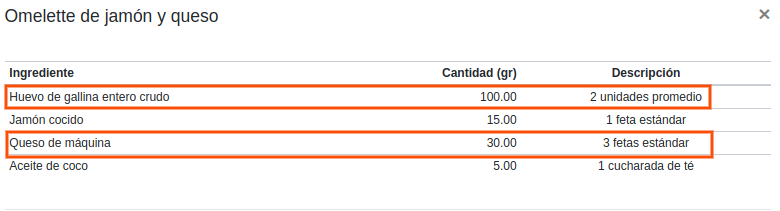 Omelette de jamón y queso ×
Ingrediente Cantidad (gr) Descripción
Huevo de gallina entero crudo 100.00 2 unidades promedio
Jamón cocido 15.00 1 feta estándar
Queso de máquina 30.00 3 fetas estándar
Aceite de coco 5.00 1 cucharada de té